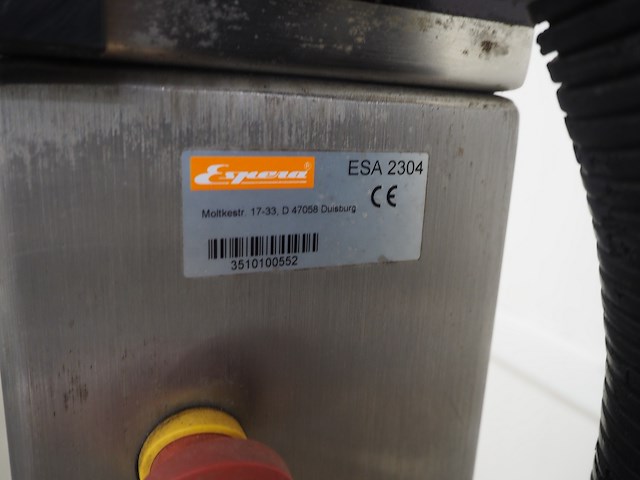 Espera®
ESA 2304
CE
Moltkestr. 17-33, D 47058 Duisburg
3510100552